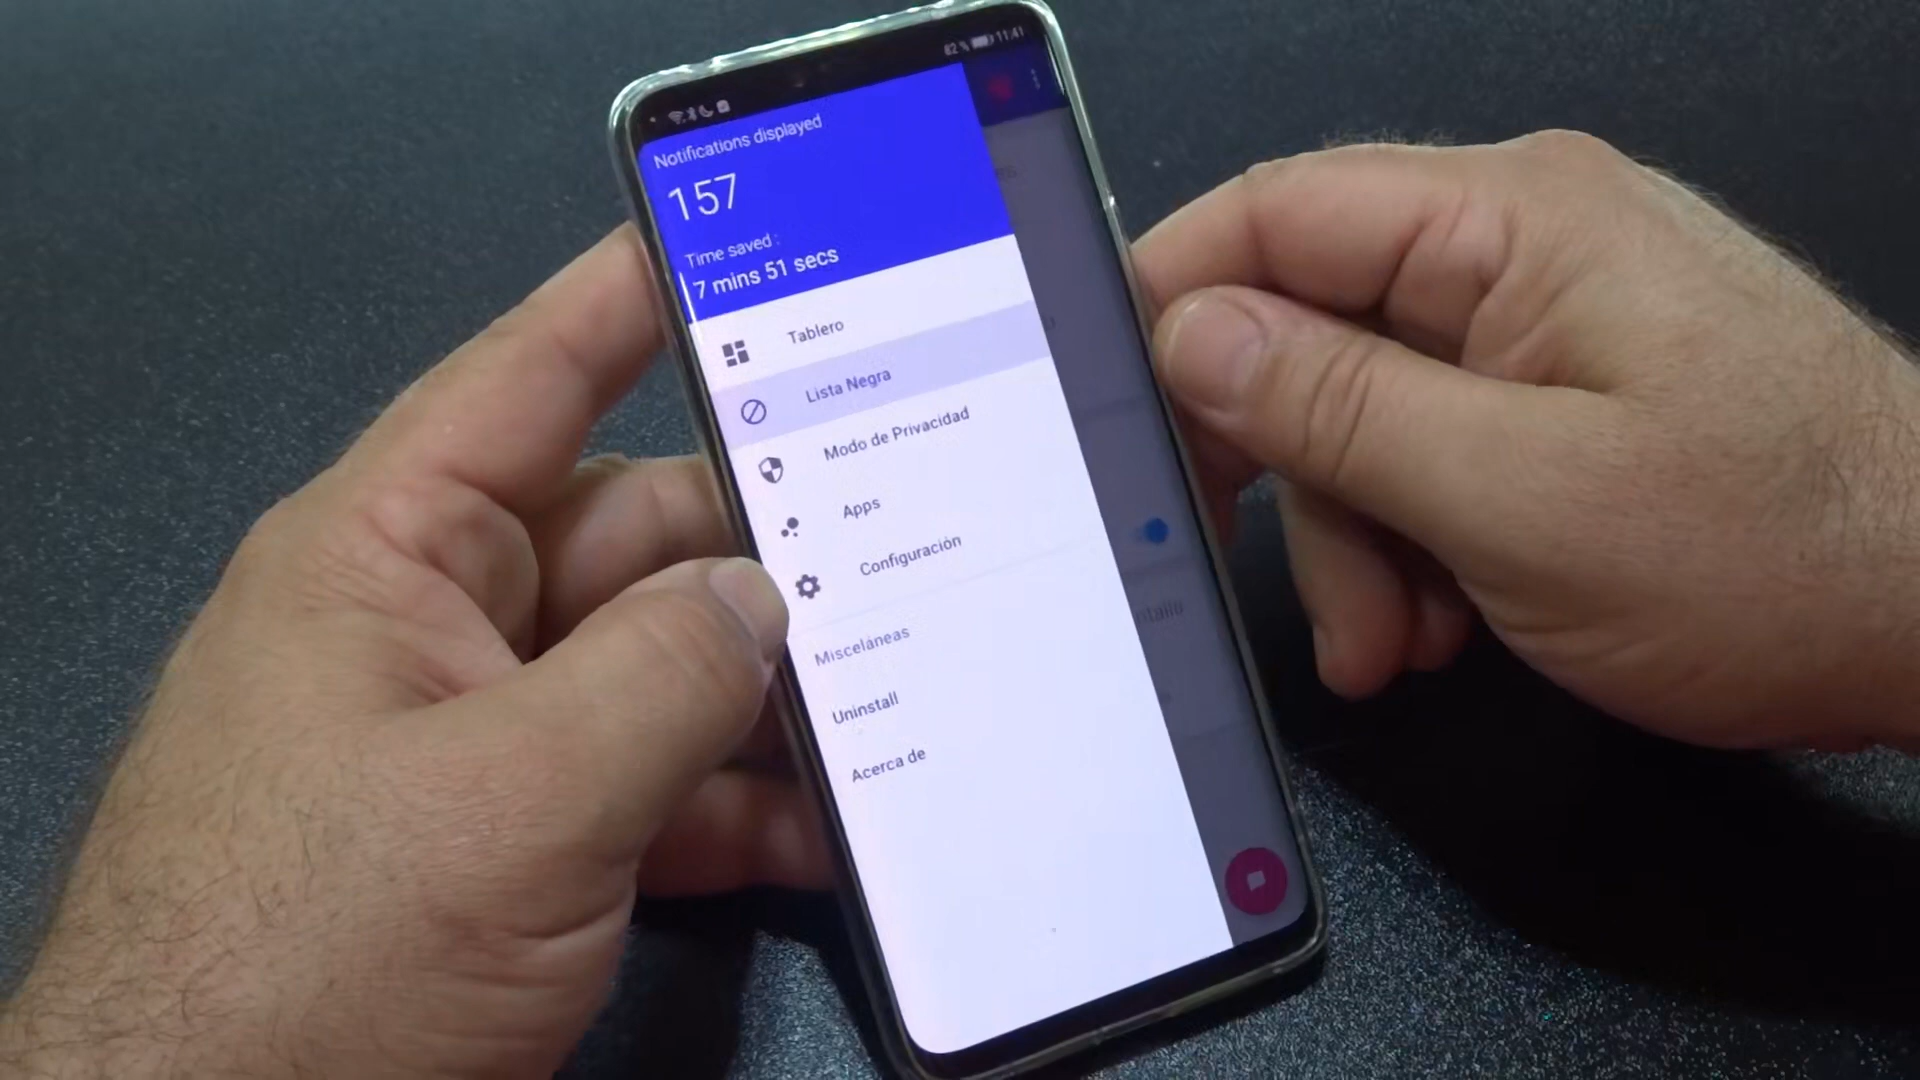 82 % 11:41
Notifications displayed
157
Time saved :
7 mins 51 secs
Tablero
Lista Negra
Modo de Privacidad
Apps
Configuración
Misceláneas
Uninstall
Acerca de